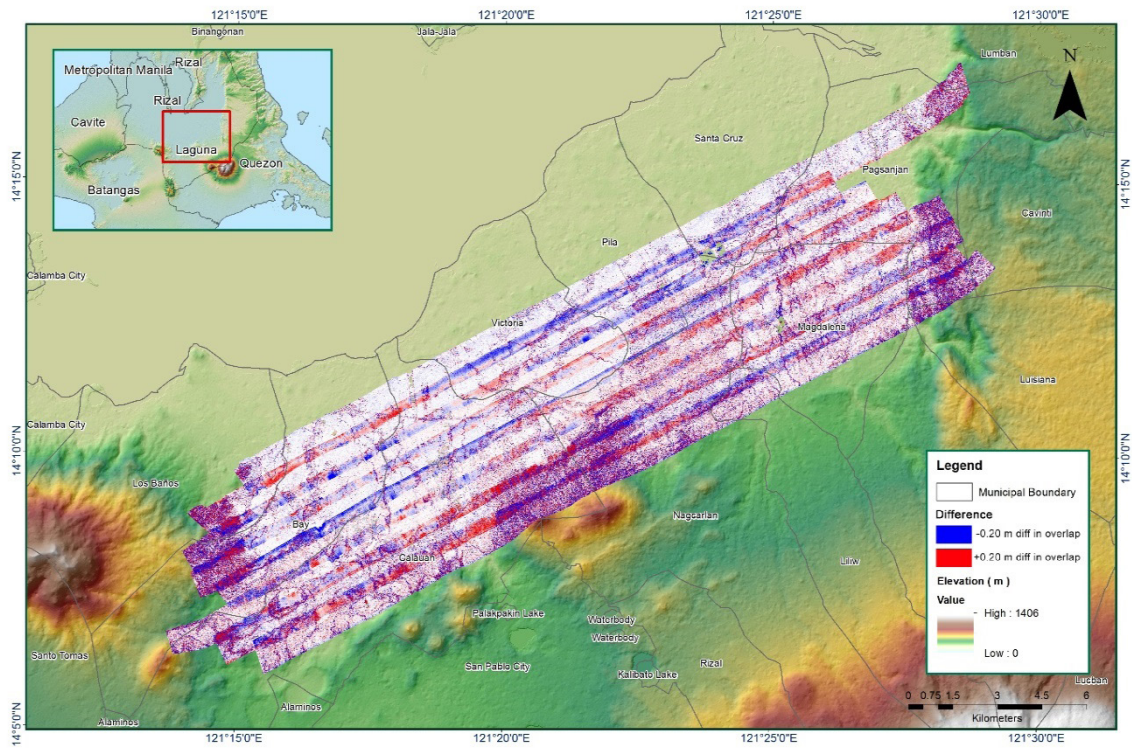 121°15'0"E
121°20'0"E
121°25'0"E
121°30'0"E
Binangonan
Jala-Jala
Lumban
N
Rizal
Metropolitan Manila
Rizal
Rizal
Cavite
Laguna
Quezon
Batangas
Santa Cruz
14°15'0"N
Pagsanjan
14°15'0"N
Cavinti
Pila
Calamba City
Victoria
Magdalena
Luisiana
Calamba City
14°10'0"N
14°10'0"N
Los Baños
Legend
Municipal Boundary
Difference
-0.20 m diff in overlap
+0.20 m diff in overlap
Elevation ( m )
Value
High : 1406
Low : 0
Nagcarlan
Bay
Calauan
Liliw
Palakpakin Lake
Waterbody
Waterbody
Santo Tomas
San Pablo City
Rizal
Kalibato Lake
Lucban
0 0.75 1.5 3 4.5 6
Kilometers
Alaminos
Alaminos
14°5'0"N
14°5'0"N
121°15'0"E
121°20'0"E
121°25'0"E
121°30'0"E